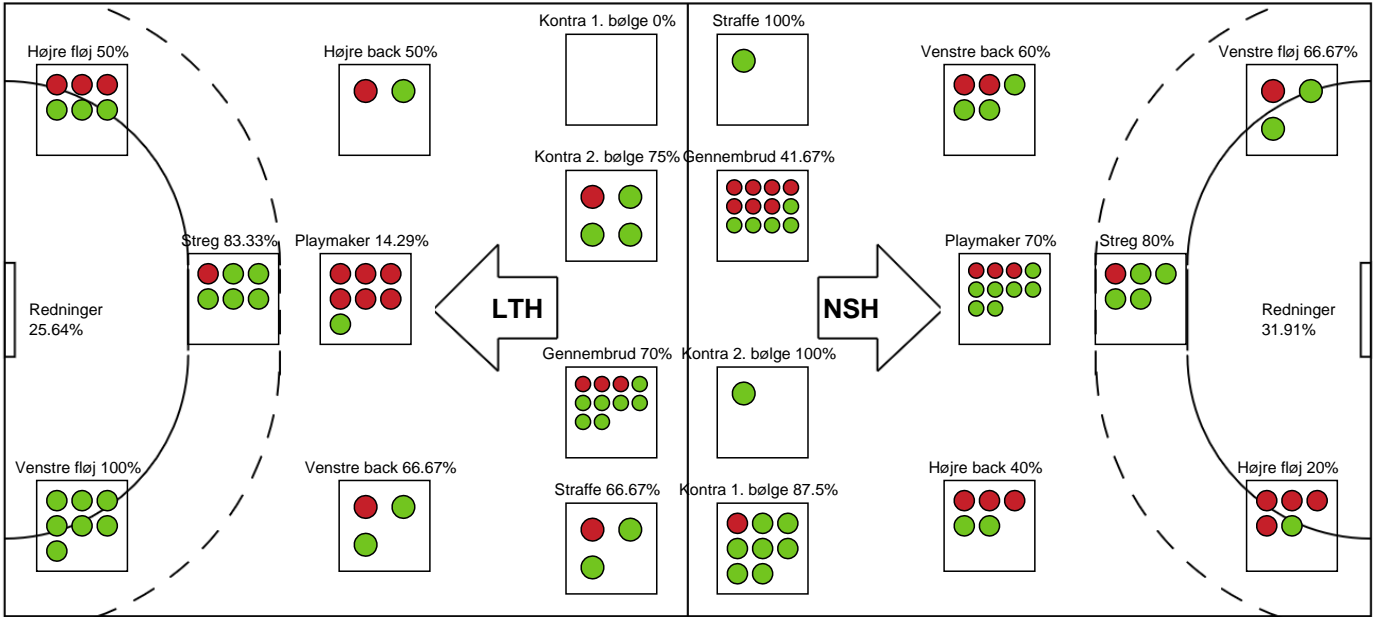 Kontra 1. bølge 0%
Straffe 100%
Højre fløj 50%
Højre back 50%
Venstre back 60%
Venstre fløj 66.67%
Kontra 2. bølge 75%
Gennembrud 41.67%
Streg 83.33%
Playmaker 14.29%
Playmaker 70%
Streg 80%
Redninger
25.64%
LTH
NSH
Redninger
31.91%
Gennembrud 70%
Kontra 2. bølge 100%
Venstre fløj 100%
Venstre back 66.67%
Straffe 66.67%
Kontra 1. bølge 87.5%
Højre back 40%
Højre fløj 20%